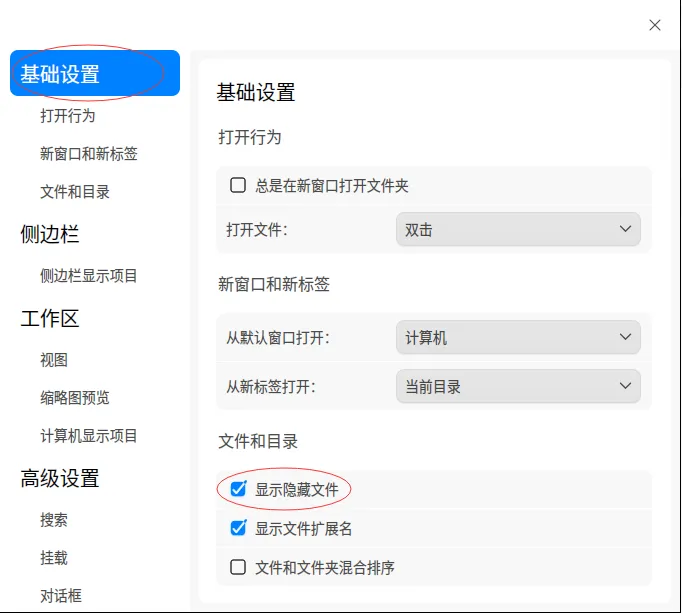 基础设置
打开行为
新窗口和新标签
文件和目录
侧边栏
侧边栏显示项目
工作区
视图
缩略图预览
计算机显示项目
高级设置
搜索
挂载
对话框
基础设置
打开行为
总是在新窗口打开文件夹
打开文件： 双击
新窗口和新标签
从默认窗口打开： 计算机
从新标签打开： 当前目录
文件和目录
显示隐藏文件
显示文件扩展名
文件和文件夹混合排序